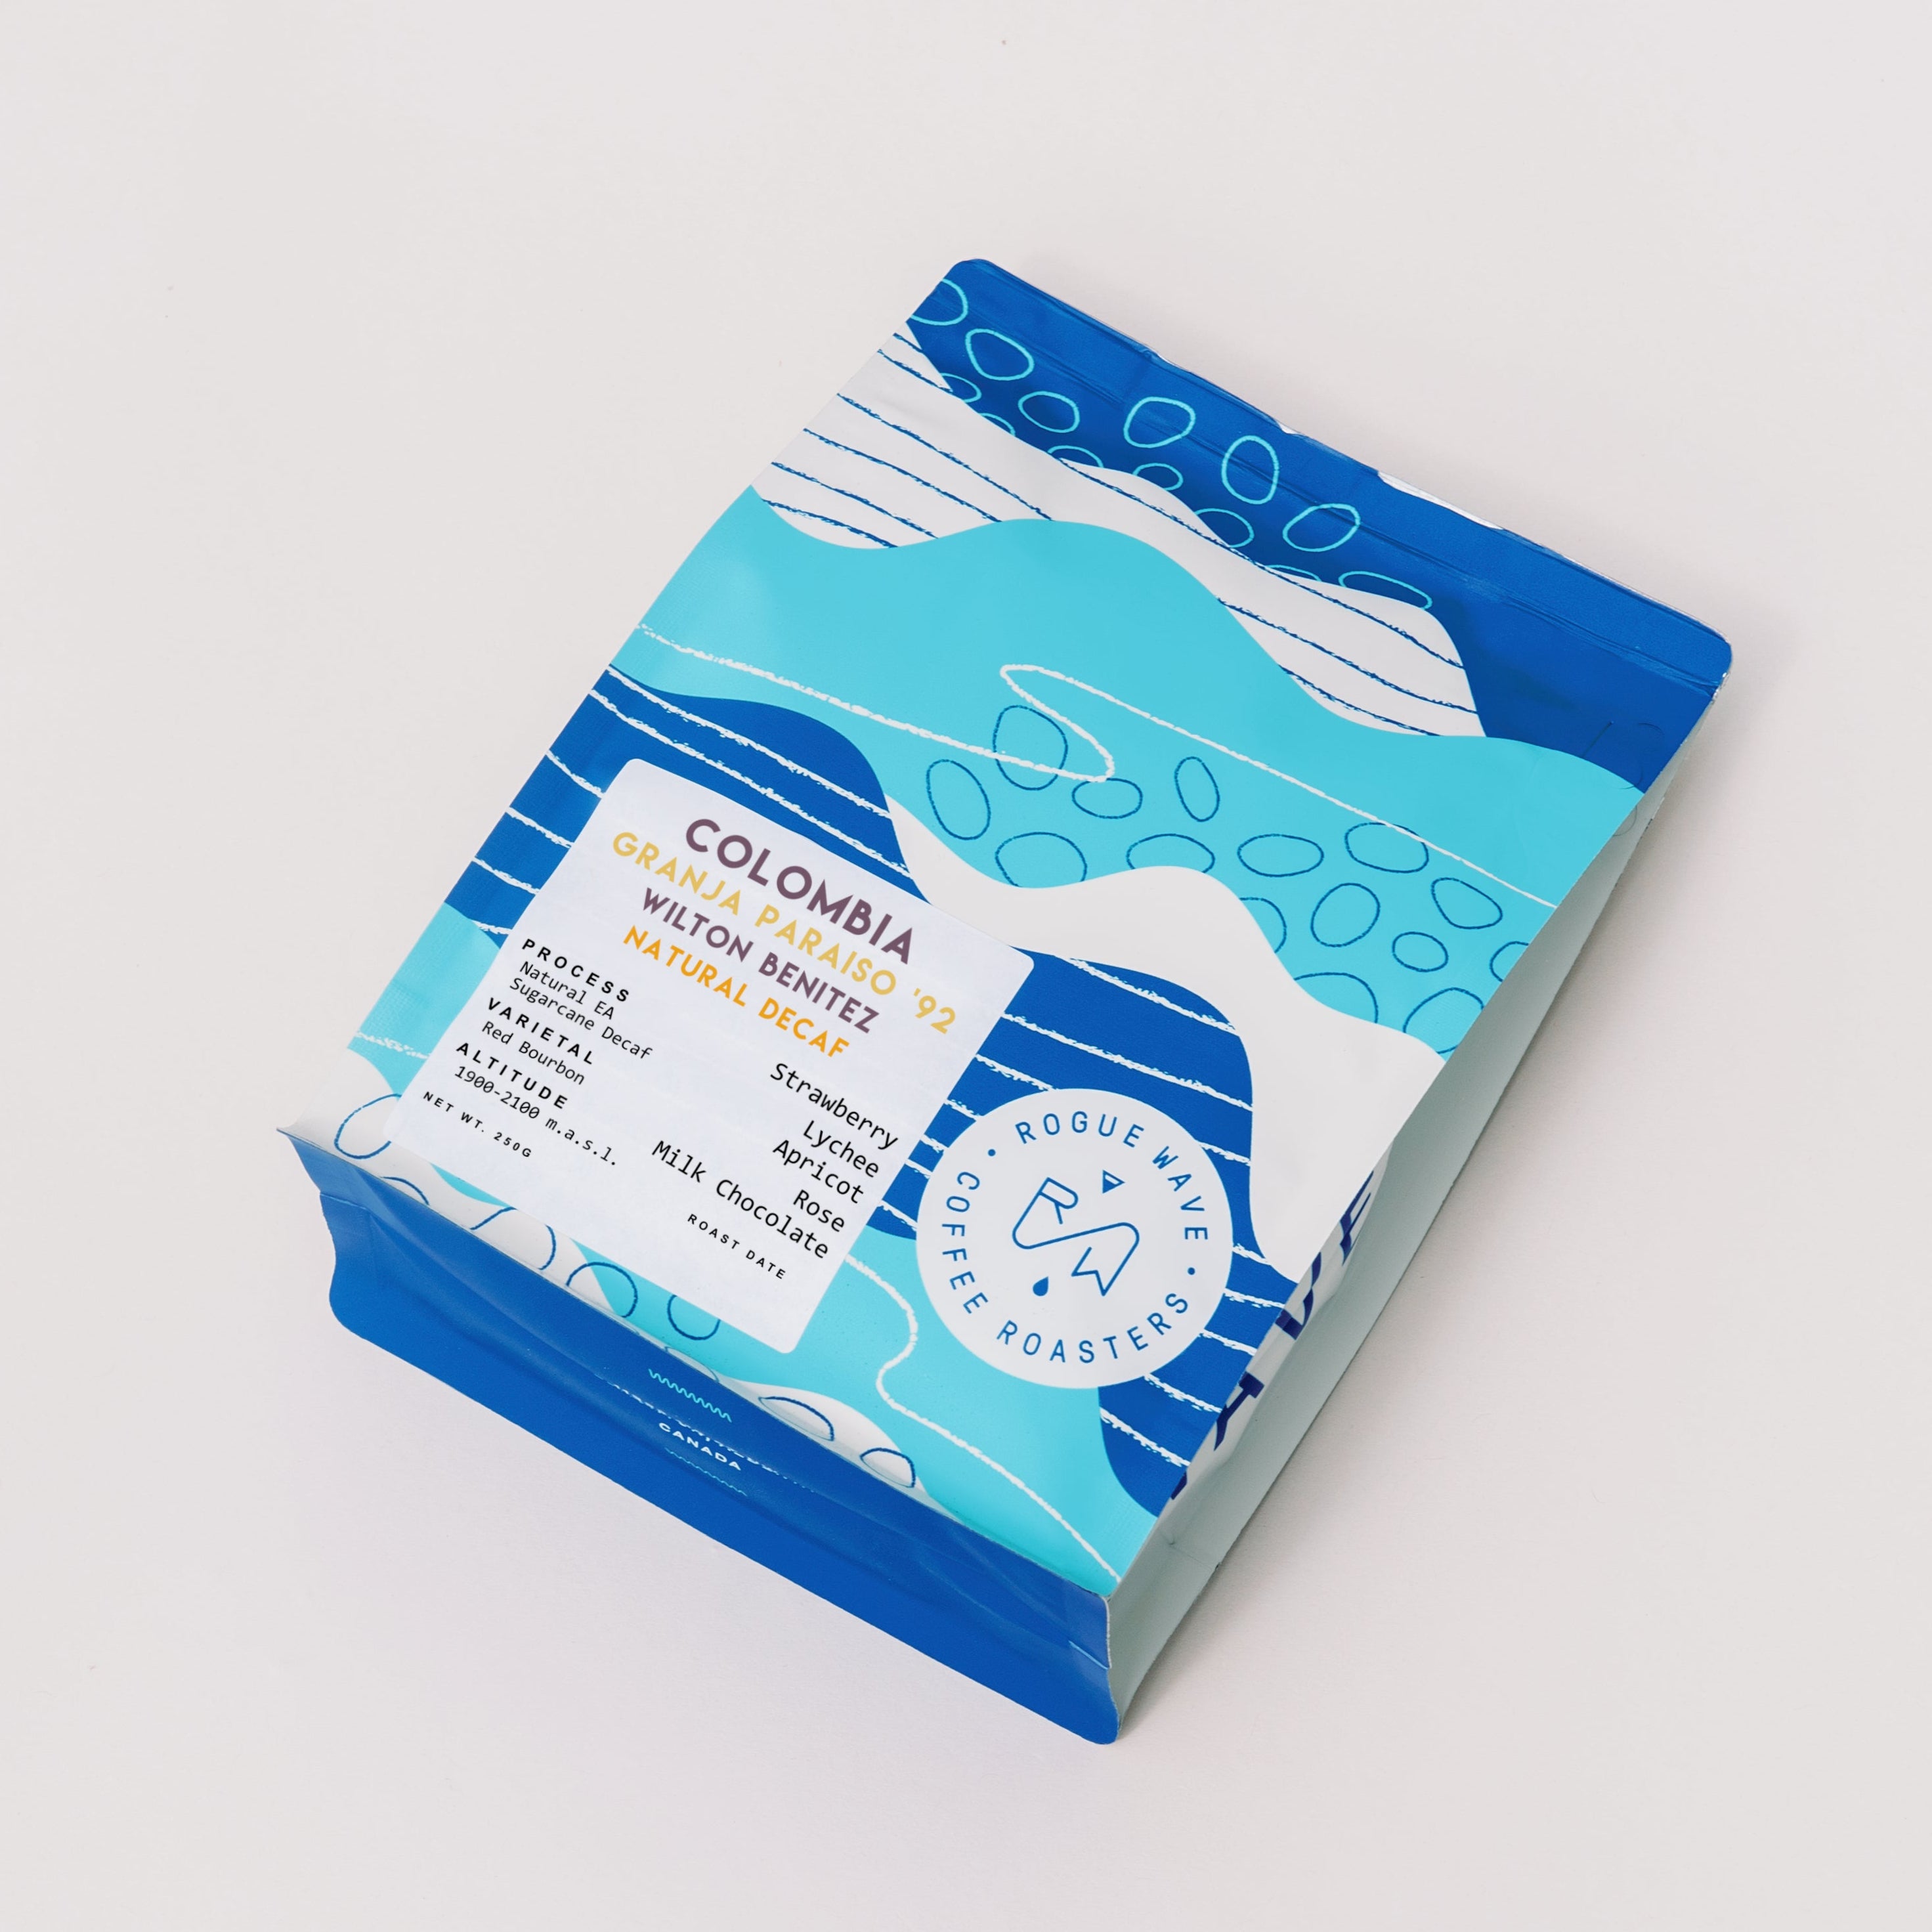 COLOMBIA
GRANJA PARAISO '92
WILTON BENITEZ
NATURAL DECAF
PROCESS
Natural EA
Sugarcane Decaf
VARIETAL
Red Bourbon
ALTITUDE
1900-2100 m.a.s.l.
NET WT. 250G
Strawberry
Lychee
Apricot
Rose
Milk Chocolate
ROAST DATE
ROGUE WAVE
COFFEE ROASTERS
RW
CANADA